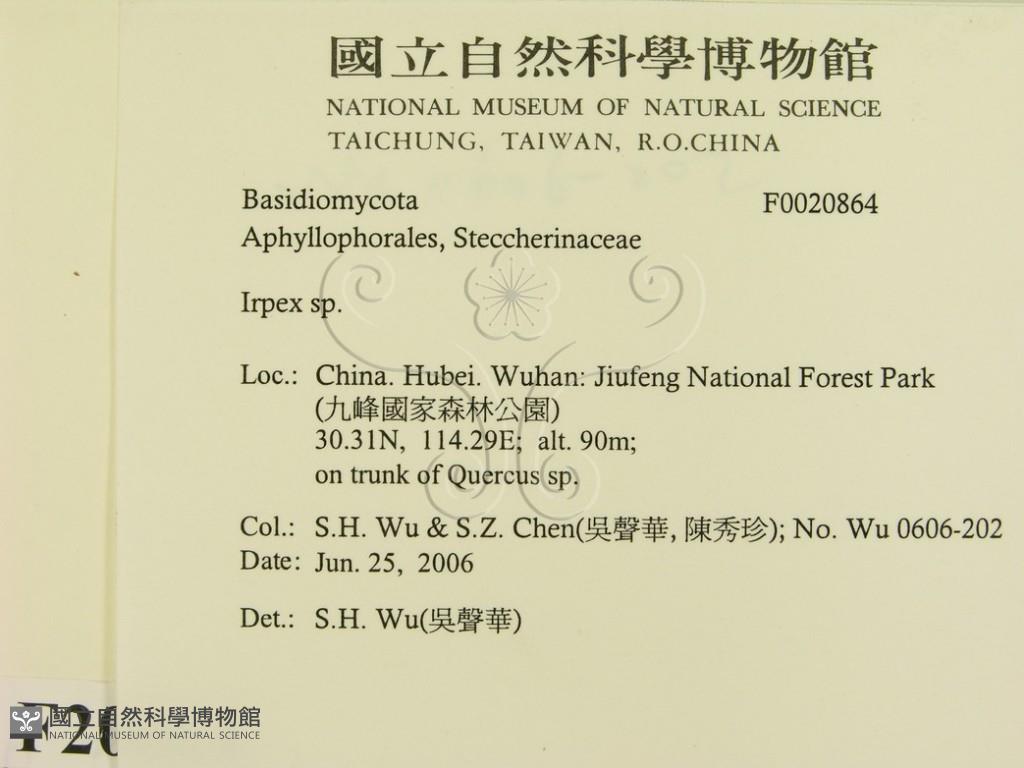 國立自然科學博物館
NATIONAL MUSEUM OF NATURAL SCIENCE
TAICHUNG, TAIWAN, R.O.CHINA
Basidiomycota F0020864
Aphyllophorales, Steccherinaceae
Irpex sp.
Loc.: China. Hubei. Wuhan: Jiufeng National Forest Park
(九峰國家森林公園)
30.31N, 114.29E; alt. 90m;
on trunk of Quercus sp.
Col.: S.H. Wu & S.Z. Chen(吳聲華, 陳秀珍); No. Wu 0606-202
Date: Jun. 25, 2006
Det.: S.H. Wu(吳聲華)
國立自然科學博物館
NATIONAL MUSEUM OF NATURAL SCIENCE